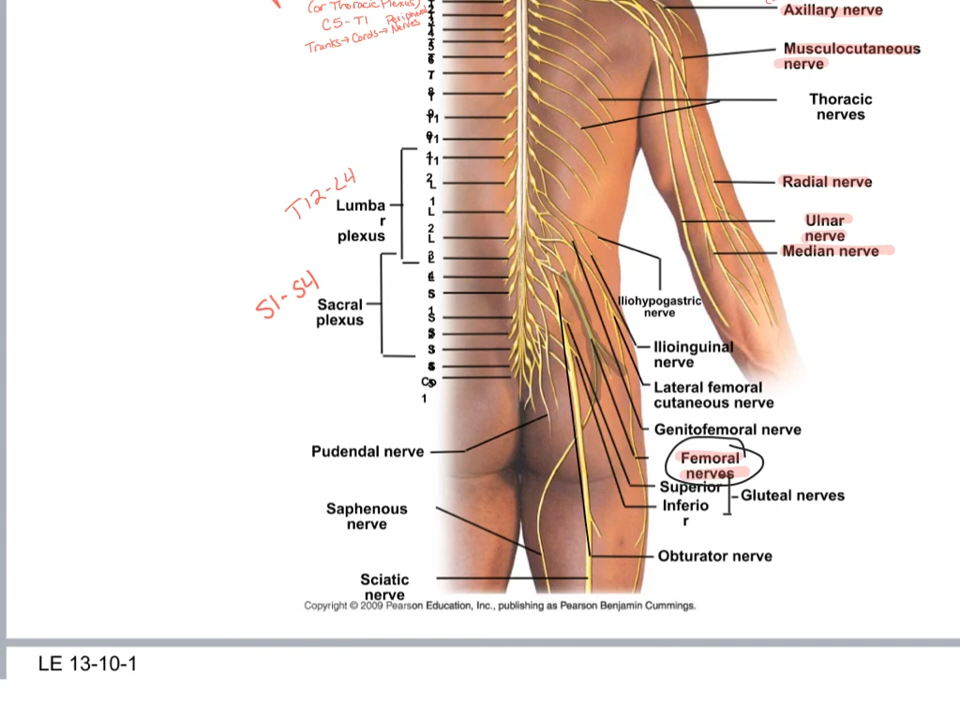 (or Thoracic Plexus)
C5-T1 Peripheral
Trunks→Cords→Nerves
Axillary nerve
Musculocutaneous
nerve
Thoracic
nerves
T12-L4
Lumba
r
plexus
Radial nerve
Ulnar
nerve
Median nerve
S1-S4
Sacral
plexus
Iliohypogastric
nerve
Ilioinguinal
nerve
Lateral femoral
cutaneous nerve
Genitofemoral nerve
Pudendal nerve
Femoral
nerves
Superior
Gluteal nerves
Inferio
r
Saphenous
nerve
Obturator nerve
Sciatic
nerve
Copyright © 2009 Pearson Education, Inc., publishing as Pearson Benjamin Cummings.
LE 13-10-1